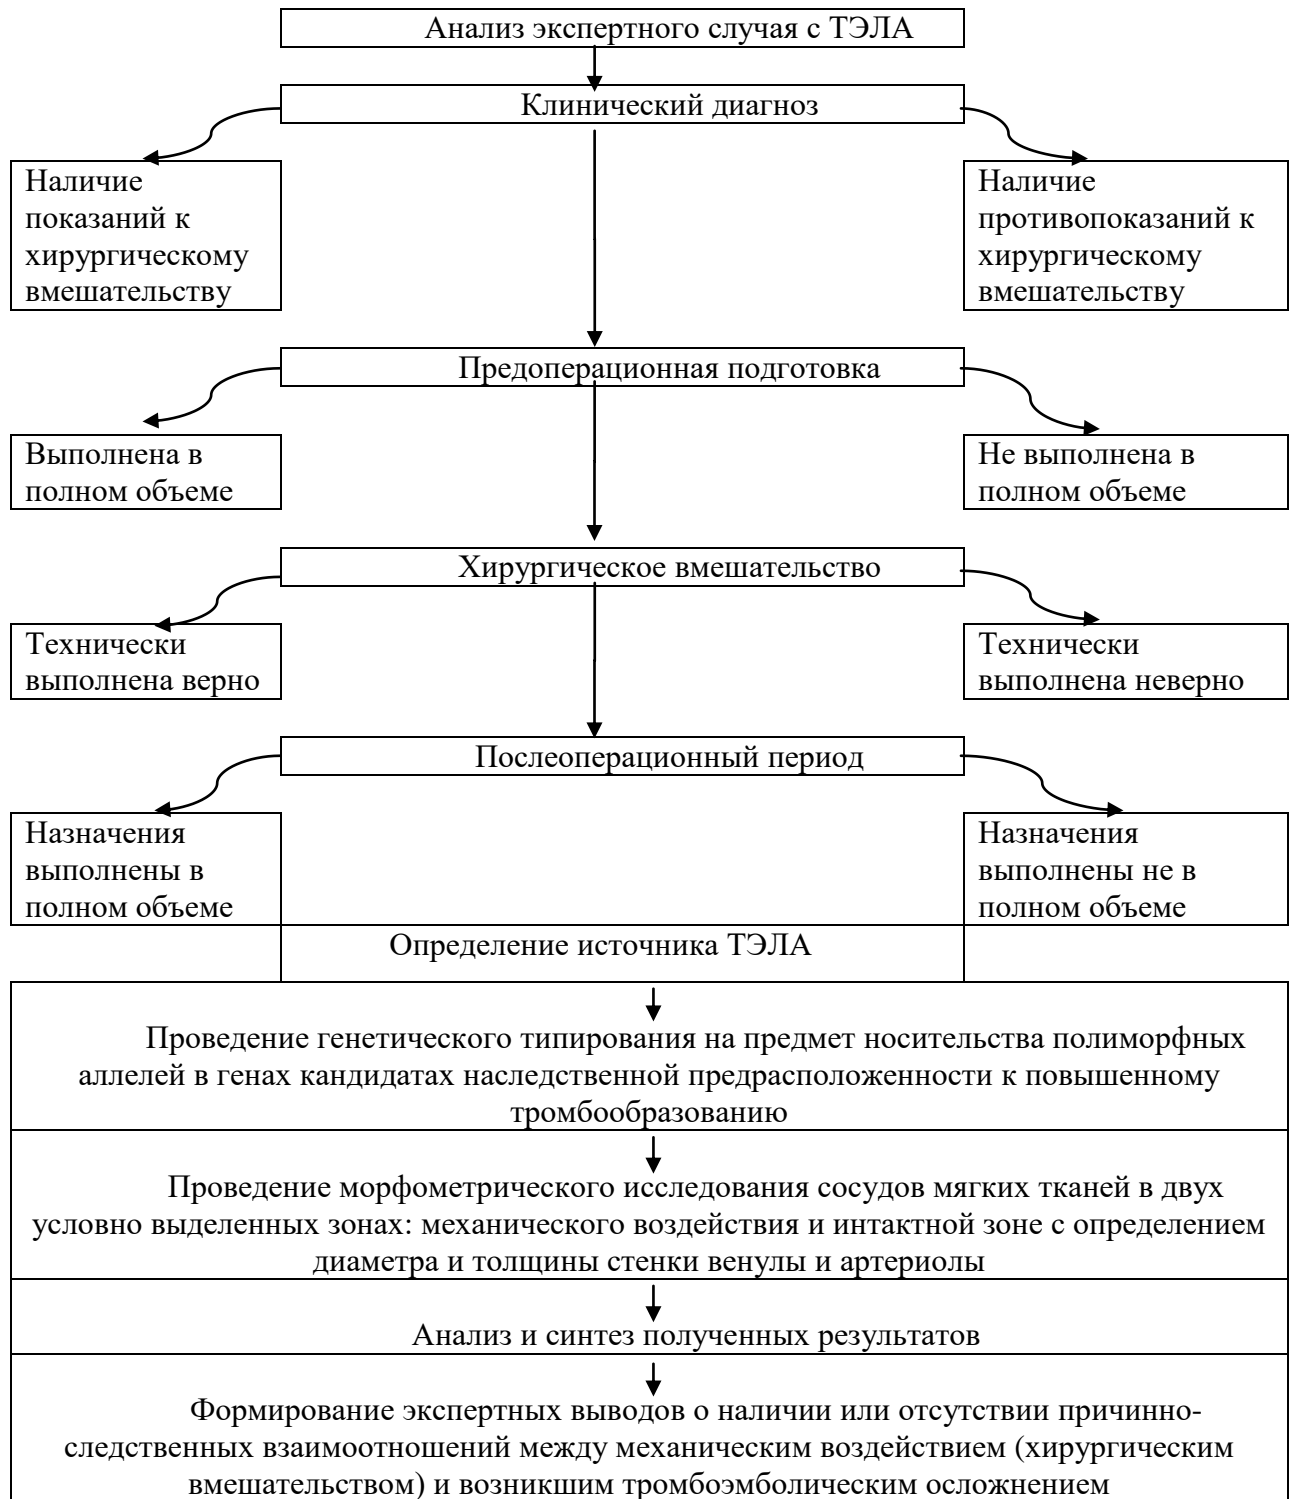 Анализ экспертного случая с ТЭЛА
Клинический диагноз
Наличие
показаний к
хирургическому
вмешательству
Наличие
противопоказаний к
хирургическому
вмешательству
Предоперационная подготовка
Выполнена в
полном объеме
Не выполнена в
полном объеме
Хирургическое вмешательство
Технически
выполнена верно
Технически
выполнена неверно
Послеоперационный период
Назначения
выполнены в
полном объеме
Назначения
выполнены не в
полном объеме
Определение источника ТЭЛА
Проведение генетического типирования на предмет носительства полиморфных
аллелей в генах кандидатах наследственной предрасположенности к повышенному
тромбообразованию
Проведение морфометрического исследования сосудов мягких тканей в двух
условно выделенных зонах: механического воздействия и интактной зоне с определением
диаметра и толщины стенки венулы и артериолы
Анализ и синтез полученных результатов
Формирование экспертных выводов о наличии или отсутствии причинно-
следственных взаимоотношений между механическим воздействием (хирургическим
вмешательством) и возникшим тромбоэмболическим осложнением